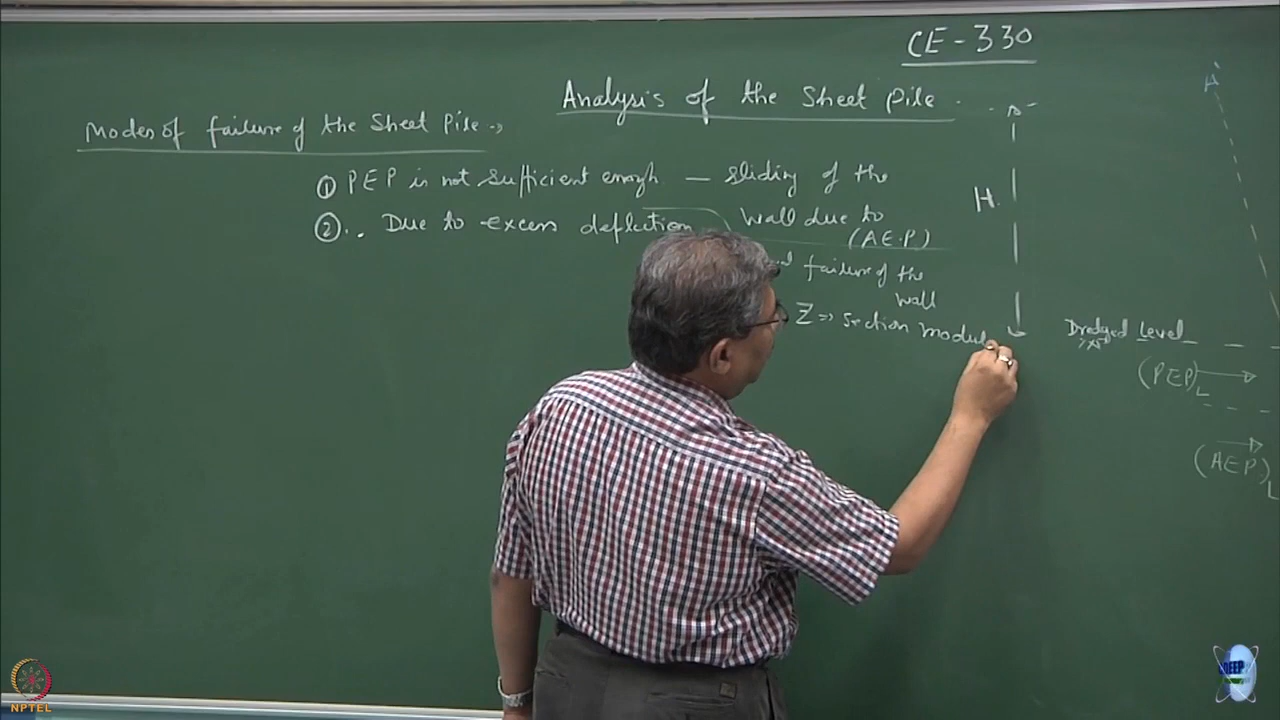 CE-330
Analysis of the Sheet Pile
Modes of failure of the Sheet Pile
① PEP is not sufficient enough — sliding of the
wall due to
(A.E.P)
② Due to excess deflection
failure of the
wall
Z ⇒ section modul
H
Dredged Level
(PEP)L
(AEP)L
A
NPTEL